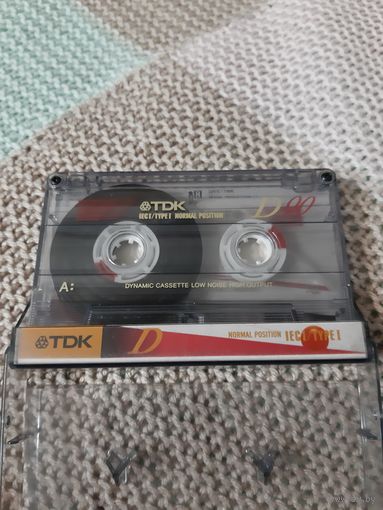 TDK
D90
IECI/TYPE I NORMAL POSITION
A:
DYNAMIC CASSETTE LOW NOISE HIGH OUTPUT
TDK
D
NORMAL POSITION IECI/TYPE I